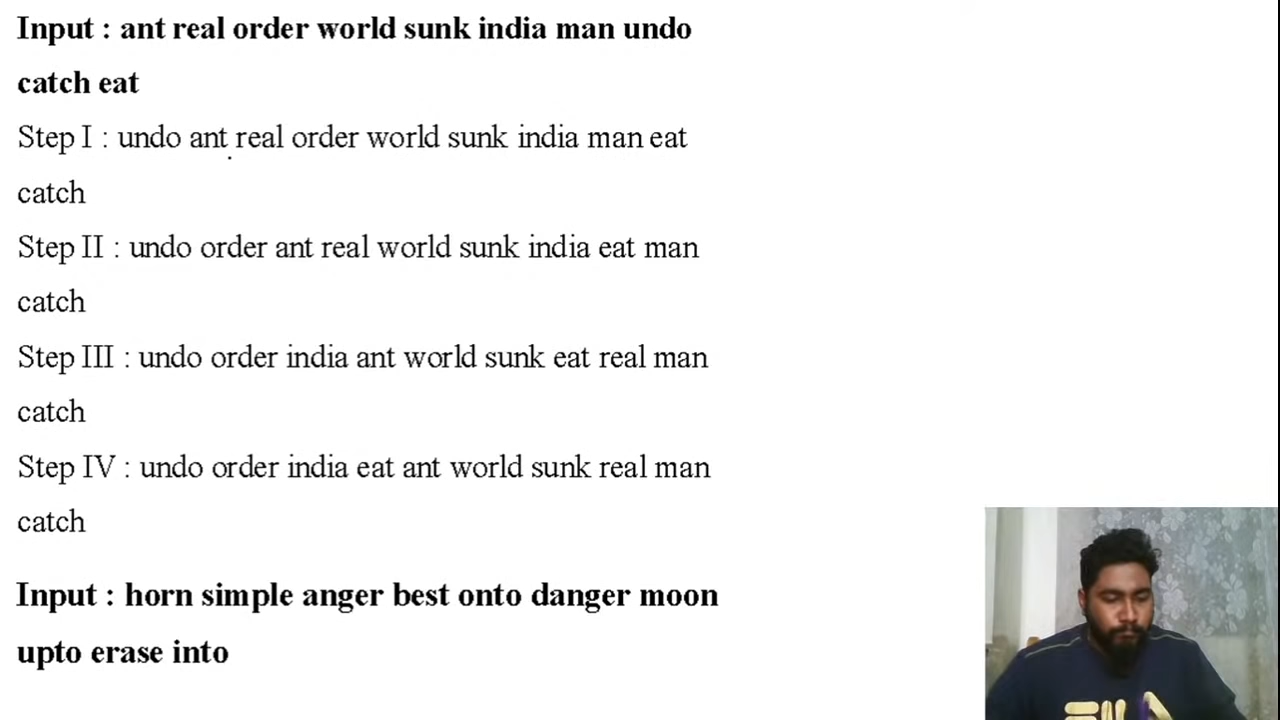 Input : ant real order world sunk india man undo
catch eat
Step I : undo ant real order world sunk india man eat
catch
Step II : undo order ant real world sunk india eat man
catch
Step III : undo order india ant world sunk eat real man
catch
Step IV : undo order india eat ant world sunk real man
catch
Input : horn simple anger best onto danger moon
upto erase into